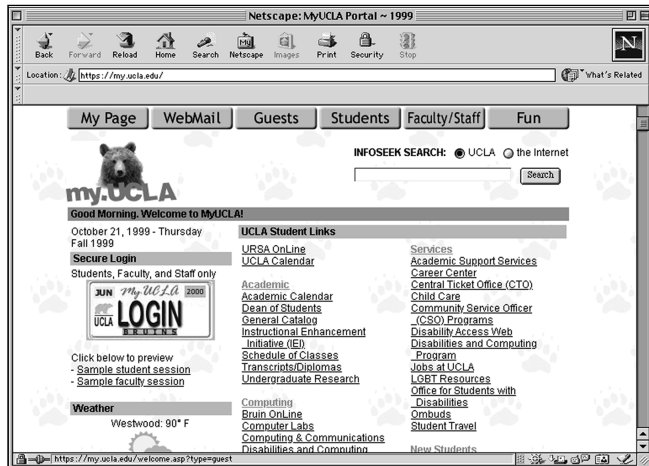 Netscape: MyUCLA Portal ~ 1999
Back Forward Reload Home Search Netscape Images Print Security Stop
My
N
Location: https://my.ucla.edu/ What's Related
My Page WebMail Guests Students Faculty/Staff Fun
INFOSEEK SEARCH: UCLA the Internet
Search
my.UCLA
Good Morning. Welcome to MyUCLA!
October 21, 1999 - Thursday
Fall 1999
Secure Login
Students, Faculty, and Staff only
JUN My UCLA 2000
UCLA LOGIN
BRUINS
Click below to preview
- Sample student session
- Sample faculty session
Weather
Westwood: 90° F
UCLA Student Links
URSA OnLine
UCLA Calendar
Academic
Academic Calendar
Dean of Students
General Catalog
Instructional Enhancement
Initiative (IEI)
Schedule of Classes
Transcripts/Diplomas
Undergraduate Research
Computing
Bruin OnLine
Computer Labs
Computing & Communications
Disabilities and Computing
Services
Academic Support Services
Career Center
Central Ticket Office (CTO)
Child Care
Community Service Officer
(CSO) Programs
Disability Access Web
Disabilities and Computing
Program
Jobs at UCLA
LGBT Resources
Office for Students with
Disabilities
Ombuds
Student Travel
New Students
https://my.ucla.edu/welcome.asp?type=guest